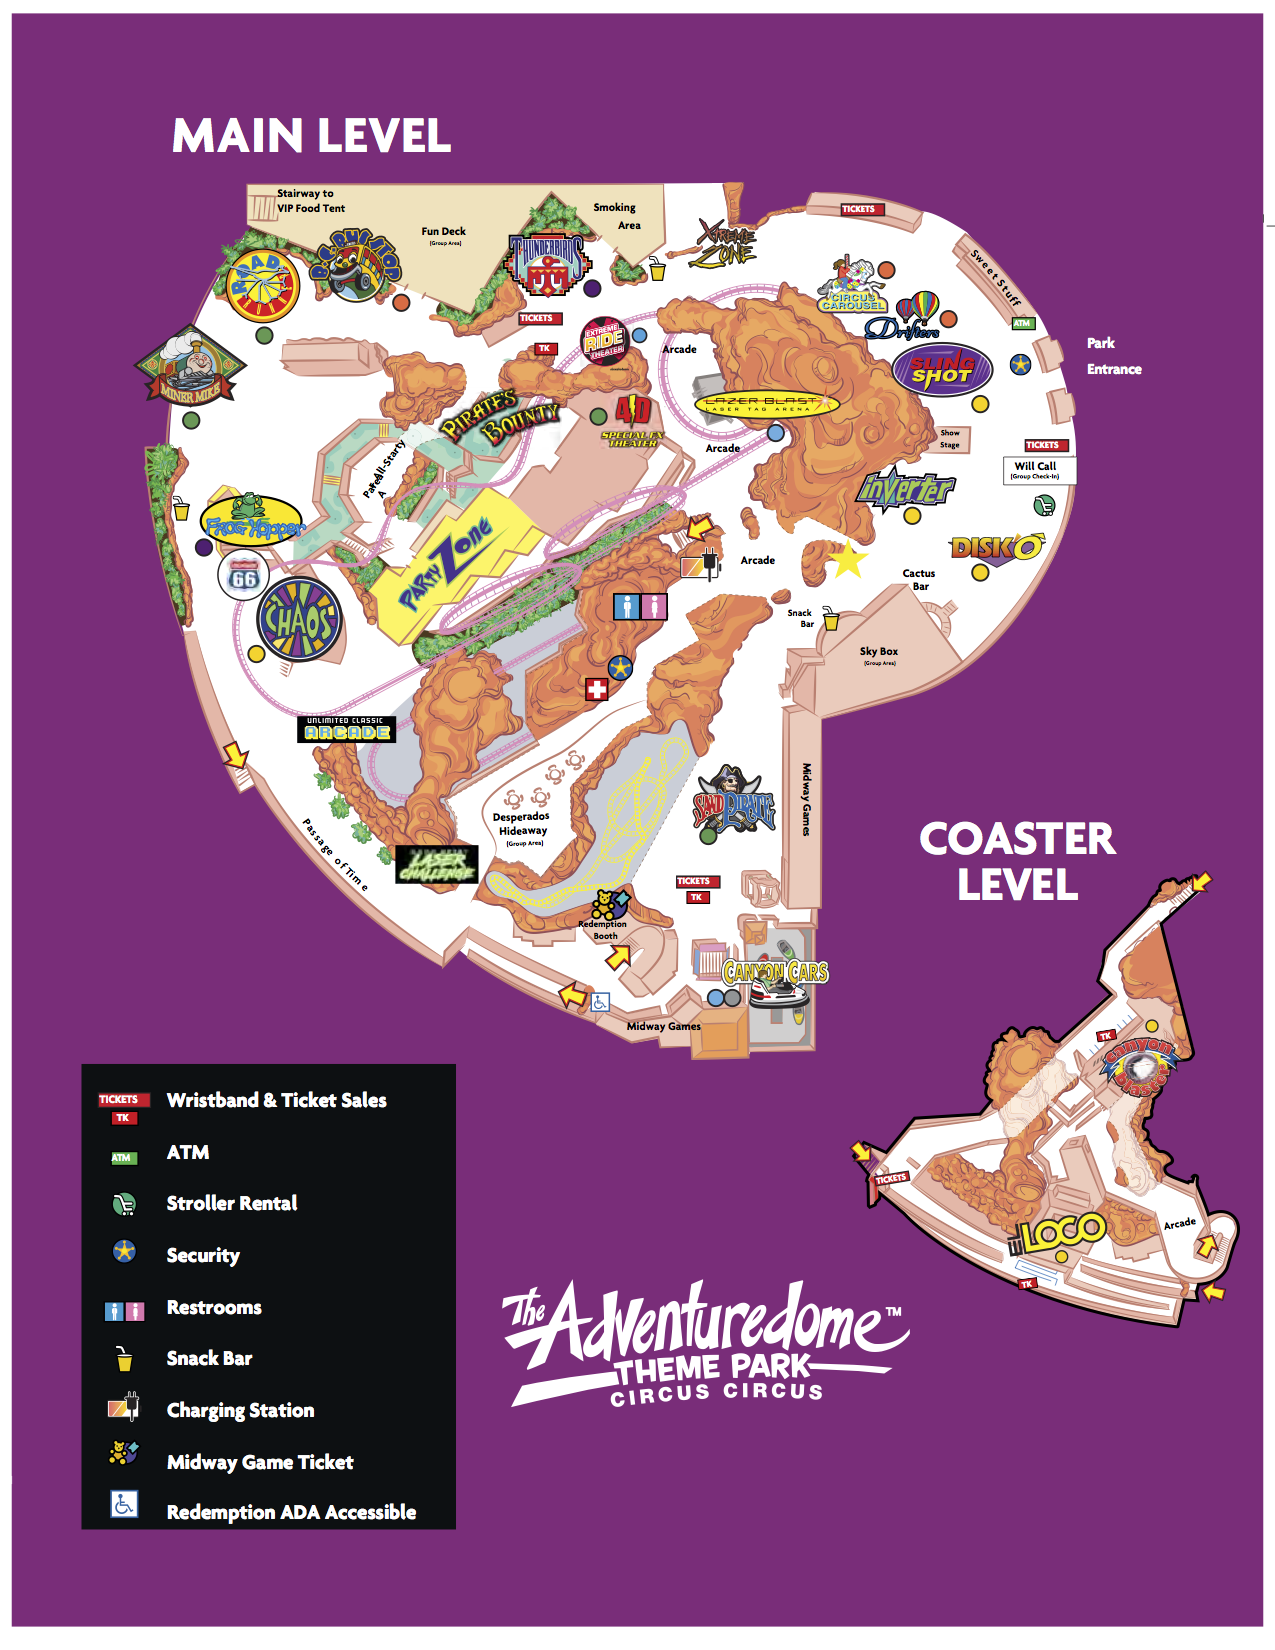 MAIN LEVEL
Stairway to
VIP Food Tent
Fun Deck
(Group Area)
Smoking
Area
TICKETS
XTREME
ZONE
THUNDERBIRDS
ROAD
B.C. BUS STOP
Sweet Stuff
CIRCUS
CAROUSEL
Drifters
ATM
TICKETS
TK
EXTREME
RIDE
THEATER
Arcade
SLING
SHOT
Park
Entrance
MINER MIKE
PIRATE'S
BOUNTY
4D
SPECIAL FX
THEATER
LAZER BLAST
LASER TAG ARENA
Show
Stage
TICKETS
Will Call
(Group Check-In)
Arcade
inverter
FROG HOPPER
66
PARTY ZONE
Arcade
DISK'O
Cactus
Bar
CHAOS
Snack
Bar
Sky Box
(Group Area)
UNLIMITED CLASSIC
ARCADE
Passage of Time
Desperados
Hideaway
(Group Area)
SAND PIRATE
Midway Games
LASER
CHALLENGE
TICKETS
TK
Redemption
Booth
CANYON CARS
Midway Games
COASTER
LEVEL
TK
canyon
blaster
TICKETS
EL LOCO
Arcade
TK
TICKETS
TK
Wristband & Ticket Sales
ATM
ATM
Stroller Rental
Security
Restrooms
Snack Bar
Charging Station
Midway Game Ticket
Redemption ADA Accessible
The Adventuredome™
THEME PARK
CIRCUS CIRCUS